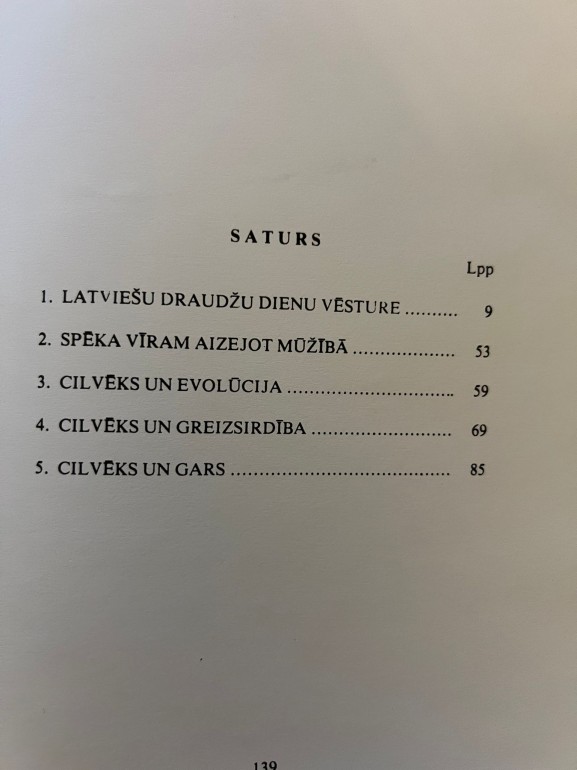 SATURS
Lpp
1. LATVIEŠU DRAUDŽU DIENU VĒSTURE .......... 9
2. SPĒKA VĪRAM AIZEJOT MŪŽĪBĀ .................... 53
3. CILVĒKS UN EVOLŪCIJA ................................. 59
4. CILVĒKS UN GREIZSIRDĪBA ........................... 69
5. CILVĒKS UN GARS .......................................... 85
139